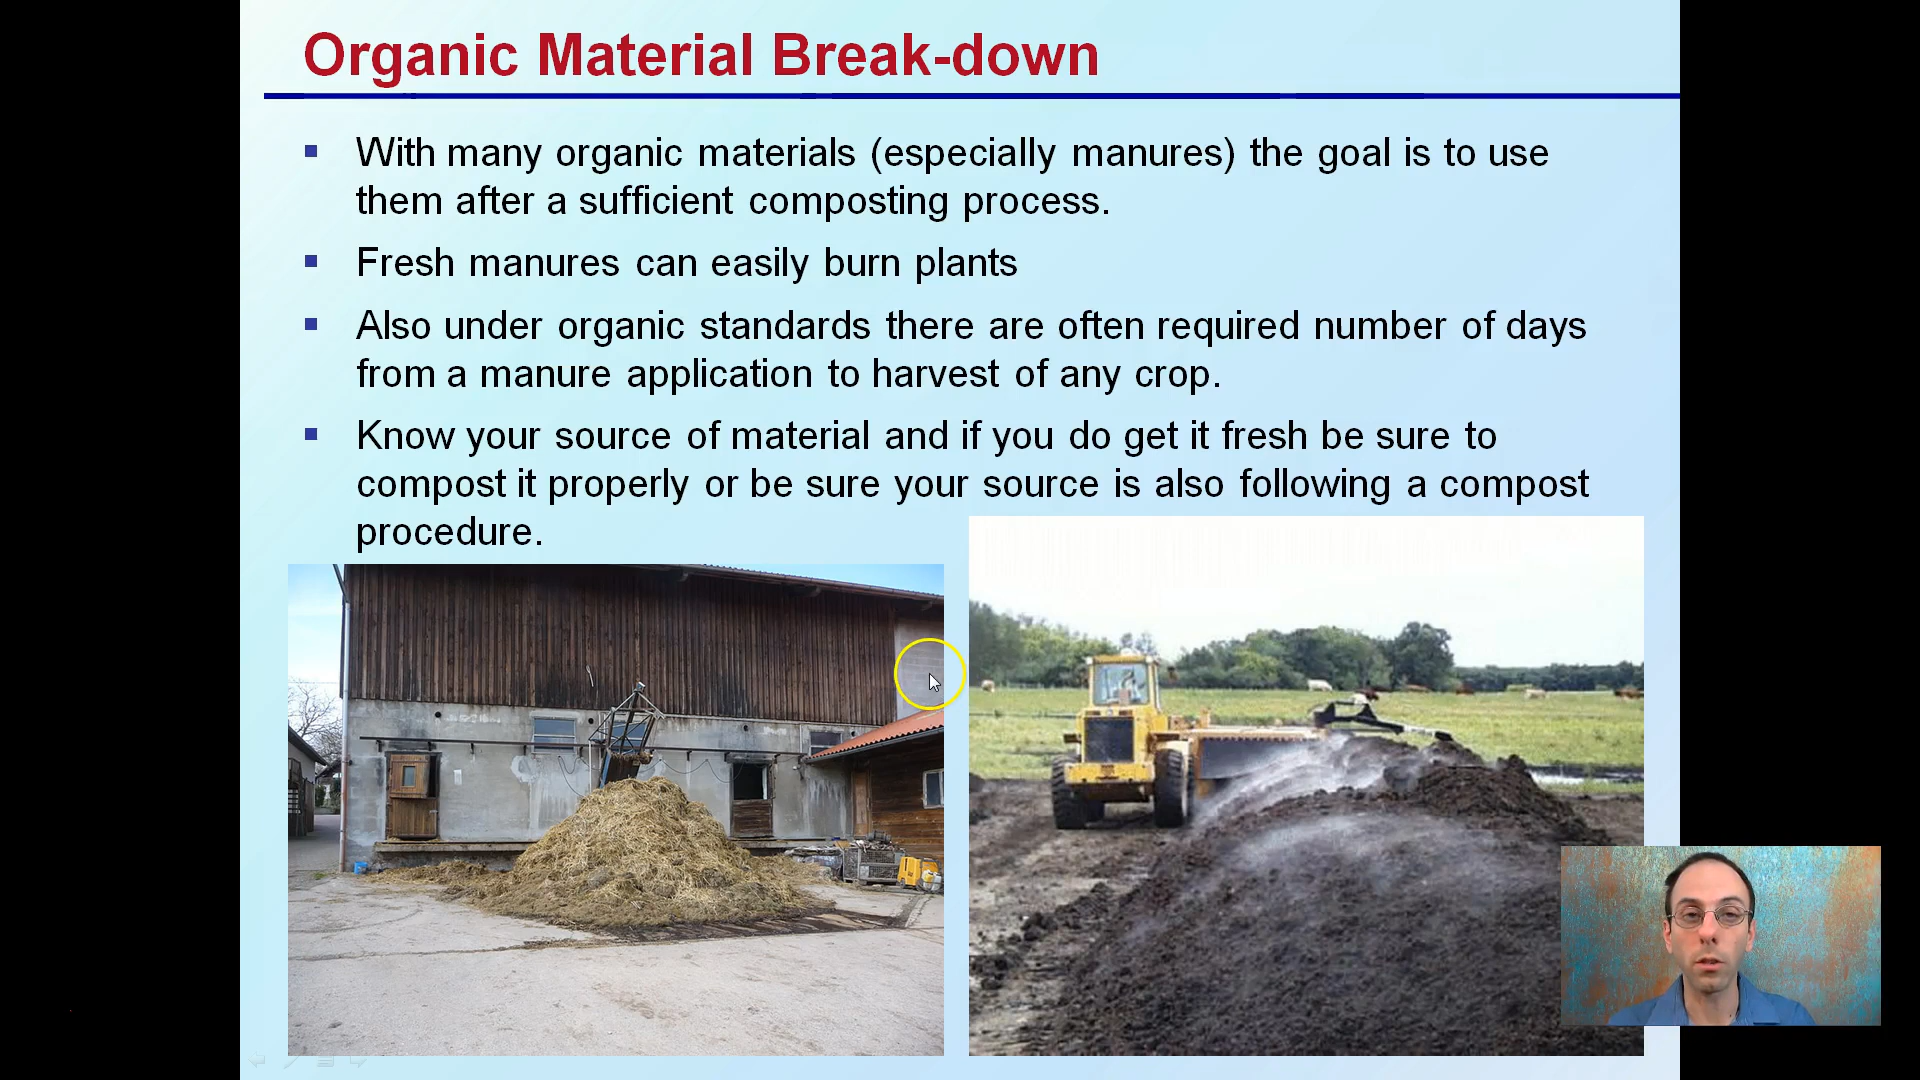 Organic Material Break-down
With many organic materials (especially manures) the goal is to use
them after a sufficient composting process.
Fresh manures can easily burn plants
Also under organic standards there are often required number of days
from a manure application to harvest of any crop.
Know your source of material and if you do get it fresh be sure to
compost it properly or be sure your source is also following a compost
procedure.